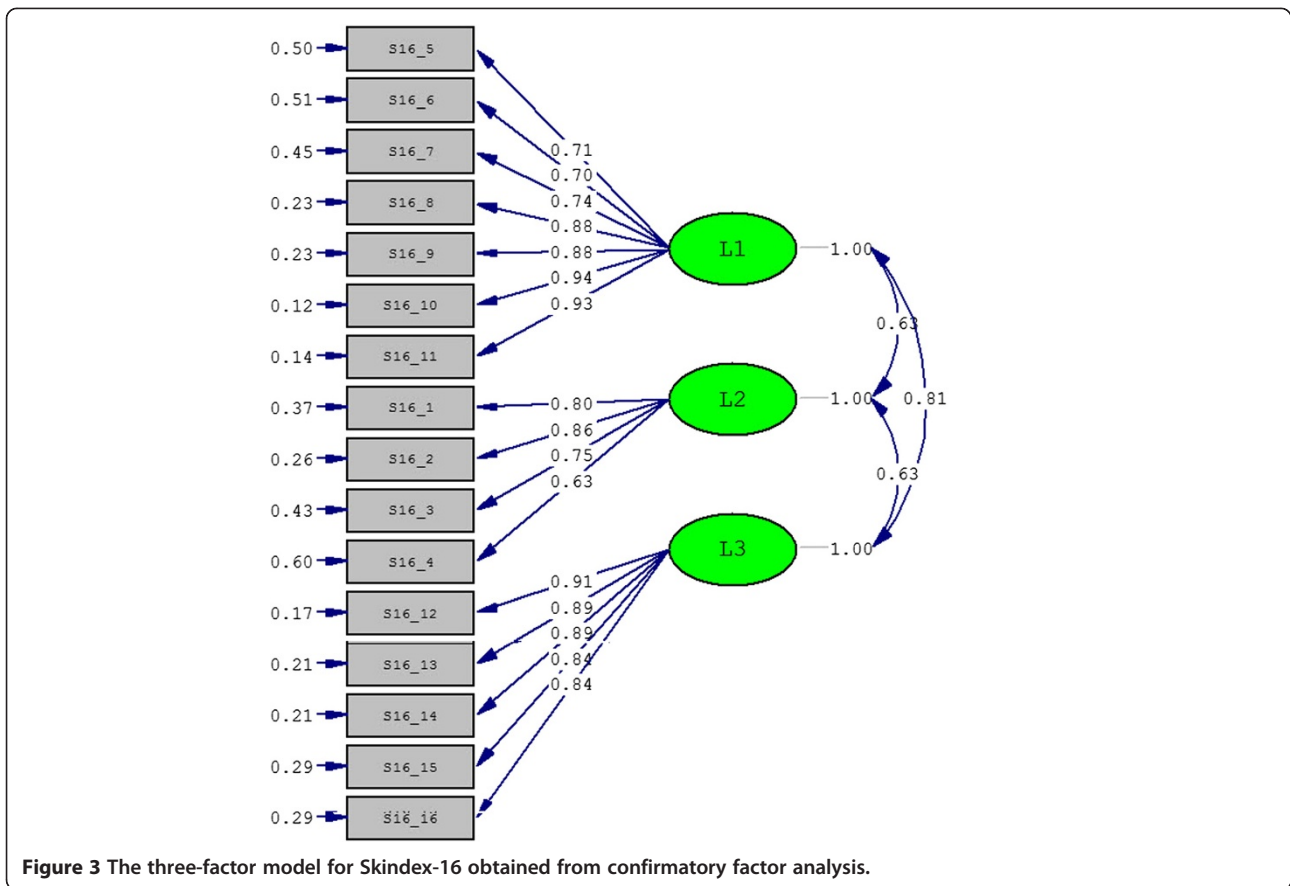 0.50 S16_5
0.51 S16_6
0.45 S16_7
0.23 S16_8
0.23 S16_9
0.12 S16_10
0.14 S16_11
0.37 S16_1
0.26 S16_2
0.43 S16_3
0.60 S16_4
0.17 S16_12
0.21 S16_13
0.21 S16_14
0.29 S16_15
0.29 S16_16
0.71
0.70
0.74
0.88
0.88
0.94
0.93
0.80
0.86
0.75
0.63
0.91
0.89
0.89
0.84
0.84
L1 1.00
L2 1.00
L3 1.00
0.63
0.81
0.63
Figure 3 The three-factor model for Skindex-16 obtained from confirmatory factor analysis.